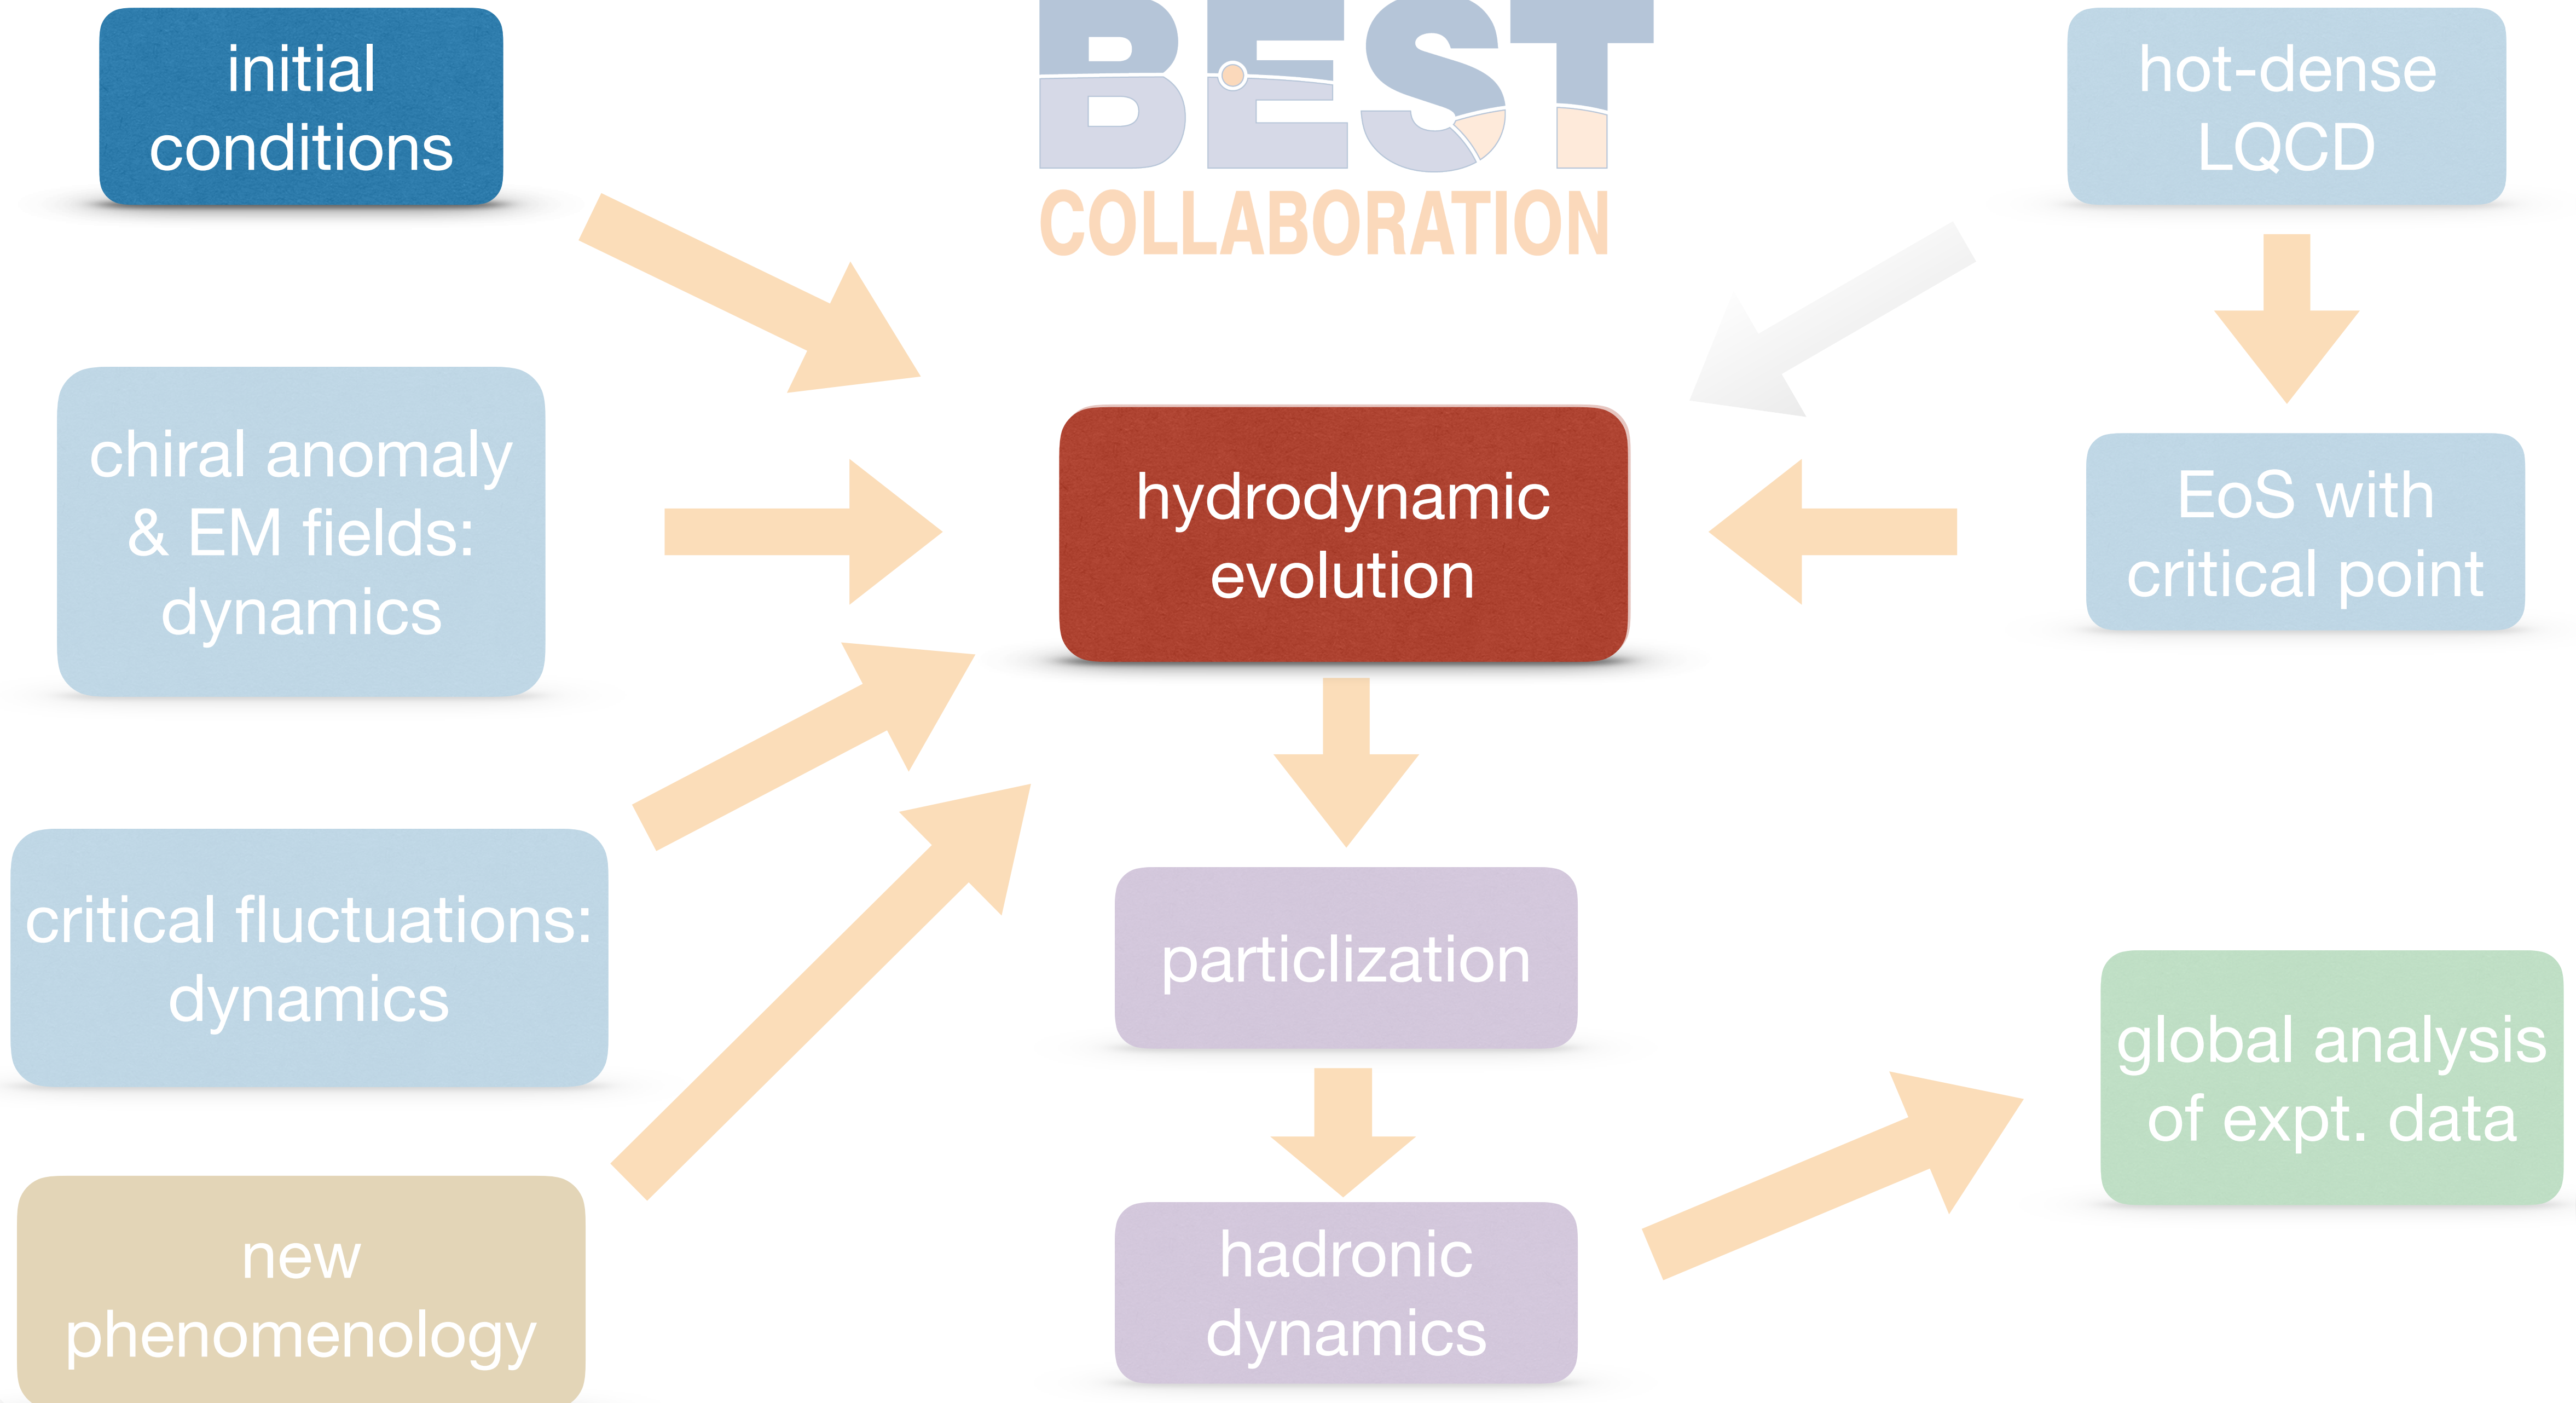 BEST
COLLABORATION
initial
conditions
hot-dense
LQCD
chiral anomaly
& EM fields:
dynamics
hydrodynamic
evolution
EoS with
critical point
critical fluctuations:
dynamics
particlization
global analysis
of expt. data
new
phenomenology
hadronic
dynamics